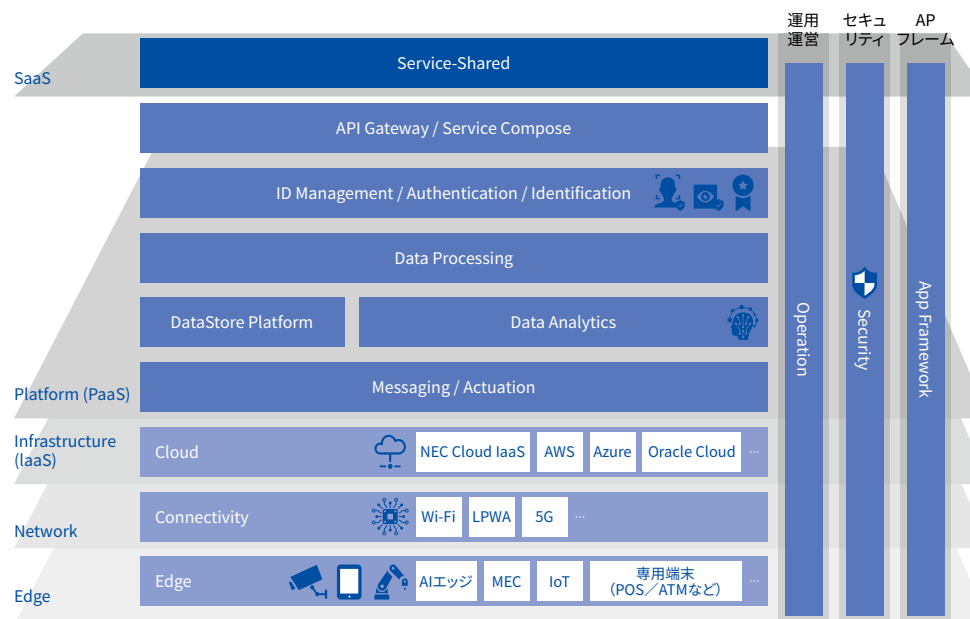 運用
運営
セキュ
リティ
AP
フレーム
SaaS
Service-Shared
API Gateway / Service Compose
ID Management / Authentication / Identification
Data Processing
DataStore Platform
Data Analytics
Platform (PaaS)
Messaging / Actuation
Infrastructure
(IaaS)
Cloud
NEC Cloud IaaS
AWS
Azure
Oracle Cloud
...
Network
Connectivity
Wi-Fi
LPWA
5G
...
Edge
Edge
AIエッジ
MEC
IoT
専用端末
（POS／ATMなど）
...
Operation
Security
App Framework